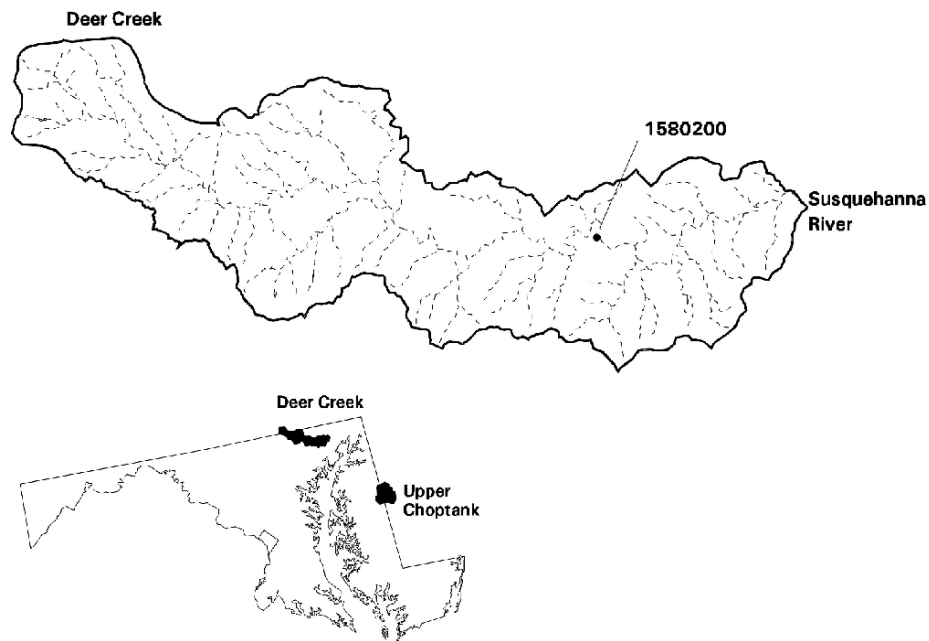 Deer Creek
1580200
Susquehanna
River
Deer Creek
Upper
Choptank